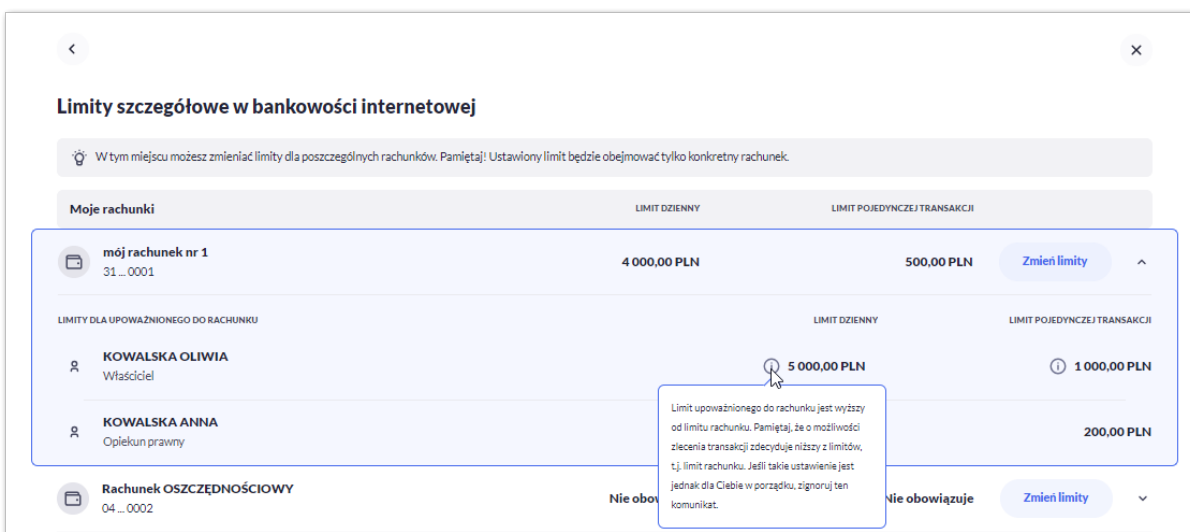 Limity szczegółowe w bankowości internetowej
W tym miejscu możesz zmieniać limity dla poszczególnych rachunków. Pamiętaj! Ustawiony limit będzie obejmować tylko konkretny rachunek.
Moje rachunki LIMIT DZIENNY LIMIT POJEDYNCZEJ TRANSAKCJI
mój rachunek nr 1 4 000,00 PLN 500,00 PLN Zmień limity
31 ... 0001
LIMITY DLA UPOWAŻNIONEGO DO RACHUNKU LIMIT DZIENNY LIMIT POJEDYNCZEJ TRANSAKCJI
KOWALSKA OLIWIA 5 000,00 PLN 1 000,00 PLN
Właściciel
KOWALSKA ANNA 200,00 PLN
Opiekun prawny
Limit upoważnionego do rachunku jest wyższy
od limitu rachunku. Pamiętaj, że o możliwości
zlecenia transakcji zdecyduje niższy z limitów,
t.j. limit rachunku. Jeśli takie ustawienie jest
jednak dla Ciebie w porządku, zignoruj ten
komunikat.
Rachunek OSZCZĘDNOŚCIOWY Nie obowiązuje Zmień limity
04 ... 0002